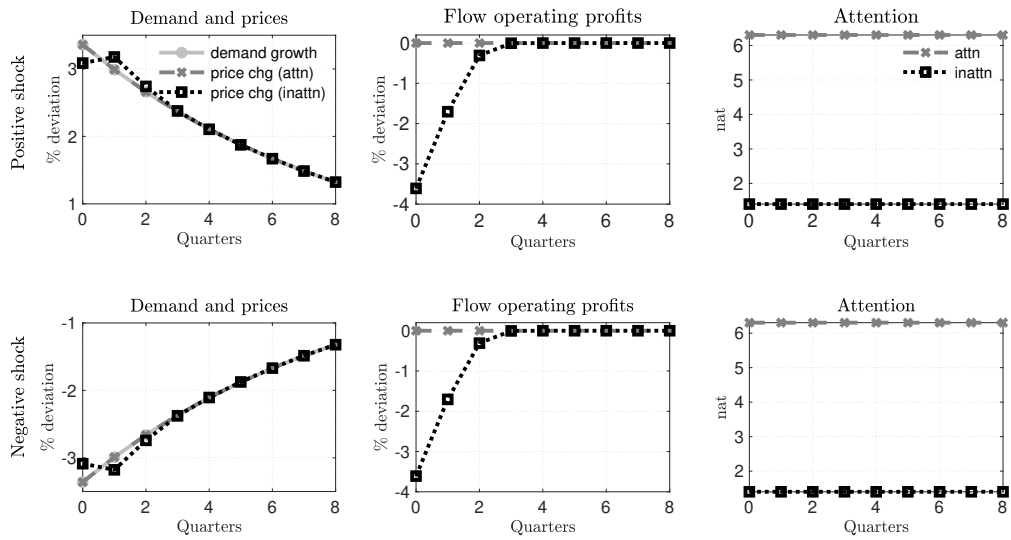 Demand and prices
Flow operating profits
Attention
Positive shock
% deviation
3
2
1
demand growth
price chg (attn)
price chg (inattn)
0 2 4 6 8
Quarters
% deviation
0
-1
-2
-3
-4
0 2 4 6 8
Quarters
nat
6
5
4
3
2
attn
inattn
0 2 4 6 8
Quarters
Demand and prices
Flow operating profits
Attention
Negative shock
% deviation
-1
-2
-3
0 2 4 6 8
Quarters
% deviation
0
-1
-2
-3
-4
0 2 4 6 8
Quarters
nat
6
5
4
3
2
0 2 4 6 8
Quarters